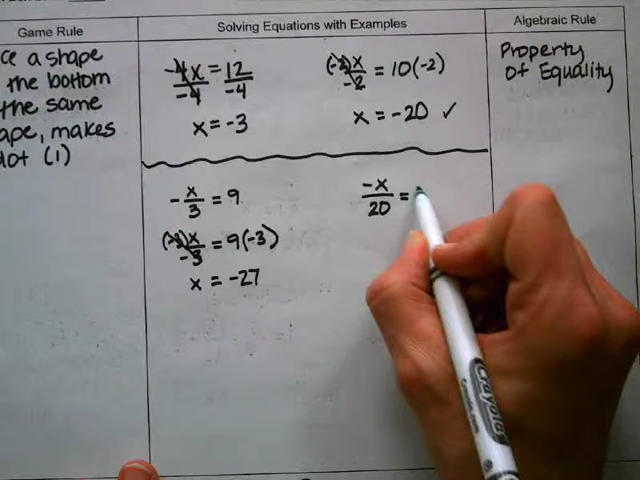 Game Rule
Solving Equations with Examples
Algebraic Rule
ce a shape
the bottom
the same
ape, makes
dot (1)
-4x/-4 = 12/-4
x = -3
(-2)x/-2 = 10(-2)
x = -20 ✓
Property
of Equality
-x/3 = 9
(-3)x/-3 = 9(-3)
x = -27
-x/20 =
Crayola